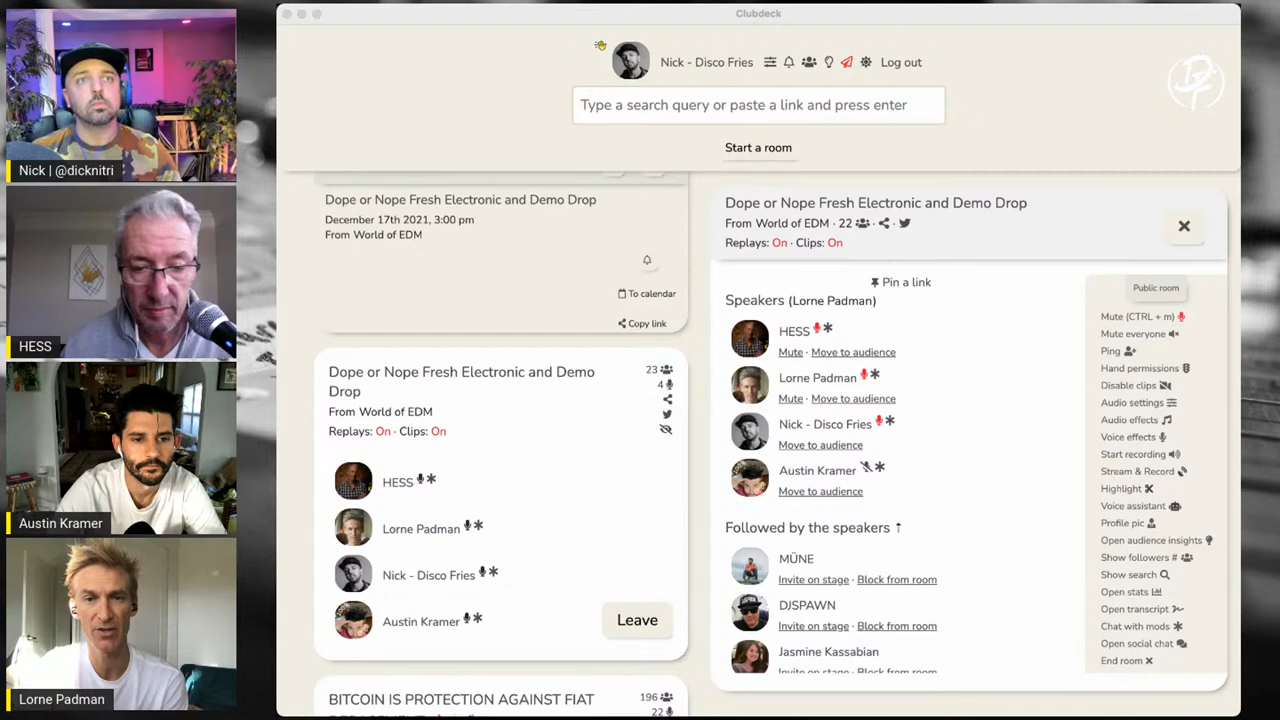 Clubdeck
Nick - Disco Fries
Log out
Type a search query or paste a link and press enter
Start a room
Nick | @dicknitri
HESS
Austin Kramer
Lorne Padman
Dope or Nope Fresh Electronic and Demo Drop
December 17th 2021, 3:00 pm
From World of EDM
To calendar
Copy link
Dope or Nope Fresh Electronic and Demo
Drop
From World of EDM
Replays: On · Clips: On
23
4
HESS
Lorne Padman
Nick - Disco Fries
Austin Kramer
Leave
BITCOIN IS PROTECTION AGAINST FIAT
196
22
Dope or Nope Fresh Electronic and Demo Drop
From World of EDM · 22
Replays: On · Clips: On
Pin a link
Speakers (Lorne Padman)
HESS
Mute · Move to audience
Lorne Padman
Mute · Move to audience
Nick - Disco Fries
Move to audience
Austin Kramer
Move to audience
Followed by the speakers ↑
MÜNE
Invite on stage · Block from room
DJSPAWN
Invite on stage · Block from room
Jasmine Kassabian
Invite on stage · Block from room
Public room
Mute (CTRL + m)
Mute everyone
Ping
Hand permissions
Disable clips
Audio settings
Audio effects
Voice effects
Start recording
Stream & Record
Highlight
Voice assistant
Profile pic
Open audience insights
Show followers #
Show search
Open stats
Open transcript
Chat with mods
Open social chat
End room